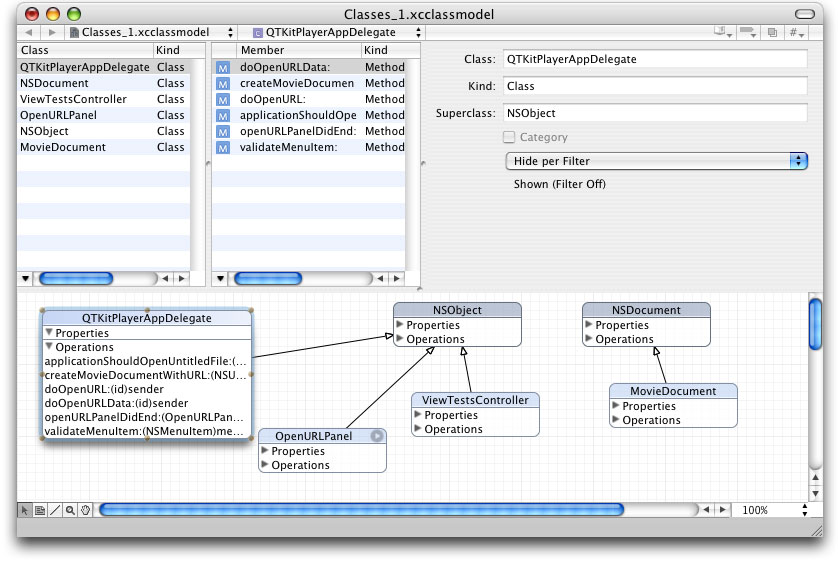 Classes_1.xcclassmodel
Classes_1.xcclassmodel C QTKitPlayerAppDelegate #
Class Kind
QTKitPlayerAppDelegate Class
NSDocument Class
ViewTestsController Class
OpenURLPanel Class
NSObject Class
MovieDocument Class
Member Kind
M doOpenURLData: Method
M createMovieDocumen Method
M doOpenURL: Method
M applicationShouldOpe Method
M openURLPanelDidEnd: Method
M validateMenuItem: Method
Class: QTKitPlayerAppDelegate
Kind: Class
Superclass: NSObject
Category
Hide per Filter
Shown (Filter Off)
QTKitPlayerAppDelegate
Properties
Operations
applicationShouldOpenUntitledFile:(...
createMovieDocumentWithURL:(NSU...
doOpenURL:(id)sender
doOpenURLData:(id)sender
openURLPanelDidEnd:(OpenURLPan...
validateMenuItem:(NSMenuItem)me...
NSObject
Properties
Operations
NSDocument
Properties
Operations
ViewTestsController
Properties
Operations
MovieDocument
Properties
Operations
OpenURLPanel
Properties
Operations
100%